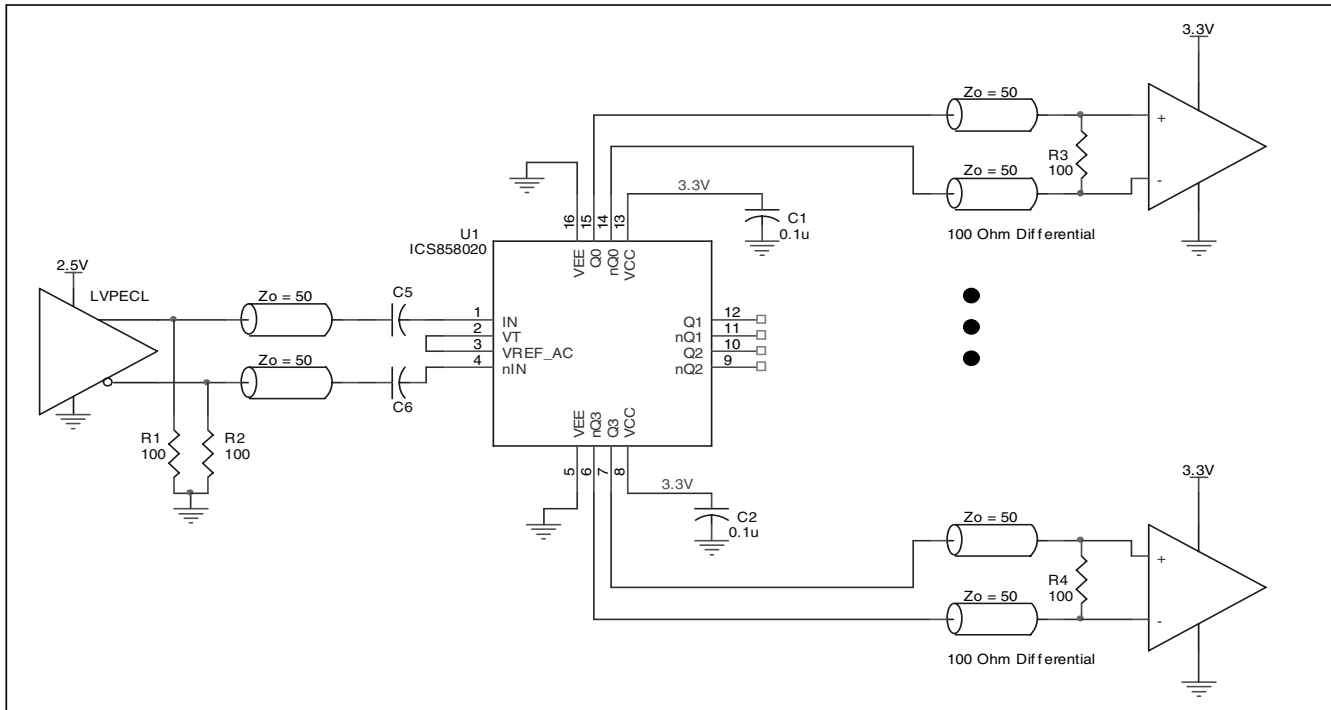 3.3V
Zo = 50
+
R3
100
Zo = 50
-
100 Ohm Differential
3.3V
C1
0.1u
16
15
14
13
U1
ICS858020
VEE
Q0
nQ0
VCC
2.5V
LVPECL
Zo = 50
C5
1
IN
2
VT
3
VREF_AC
4
nIN
Zo = 50
C6
Q1
12
nQ1
11
Q2
10
nQ2
9
R1
100
R2
100
VEE
nQ3
Q3
VCC
5
6
7
8
3.3V
C2
0.1u
3.3V
Zo = 50
+
R4
100
Zo = 50
-
100 Ohm Differential